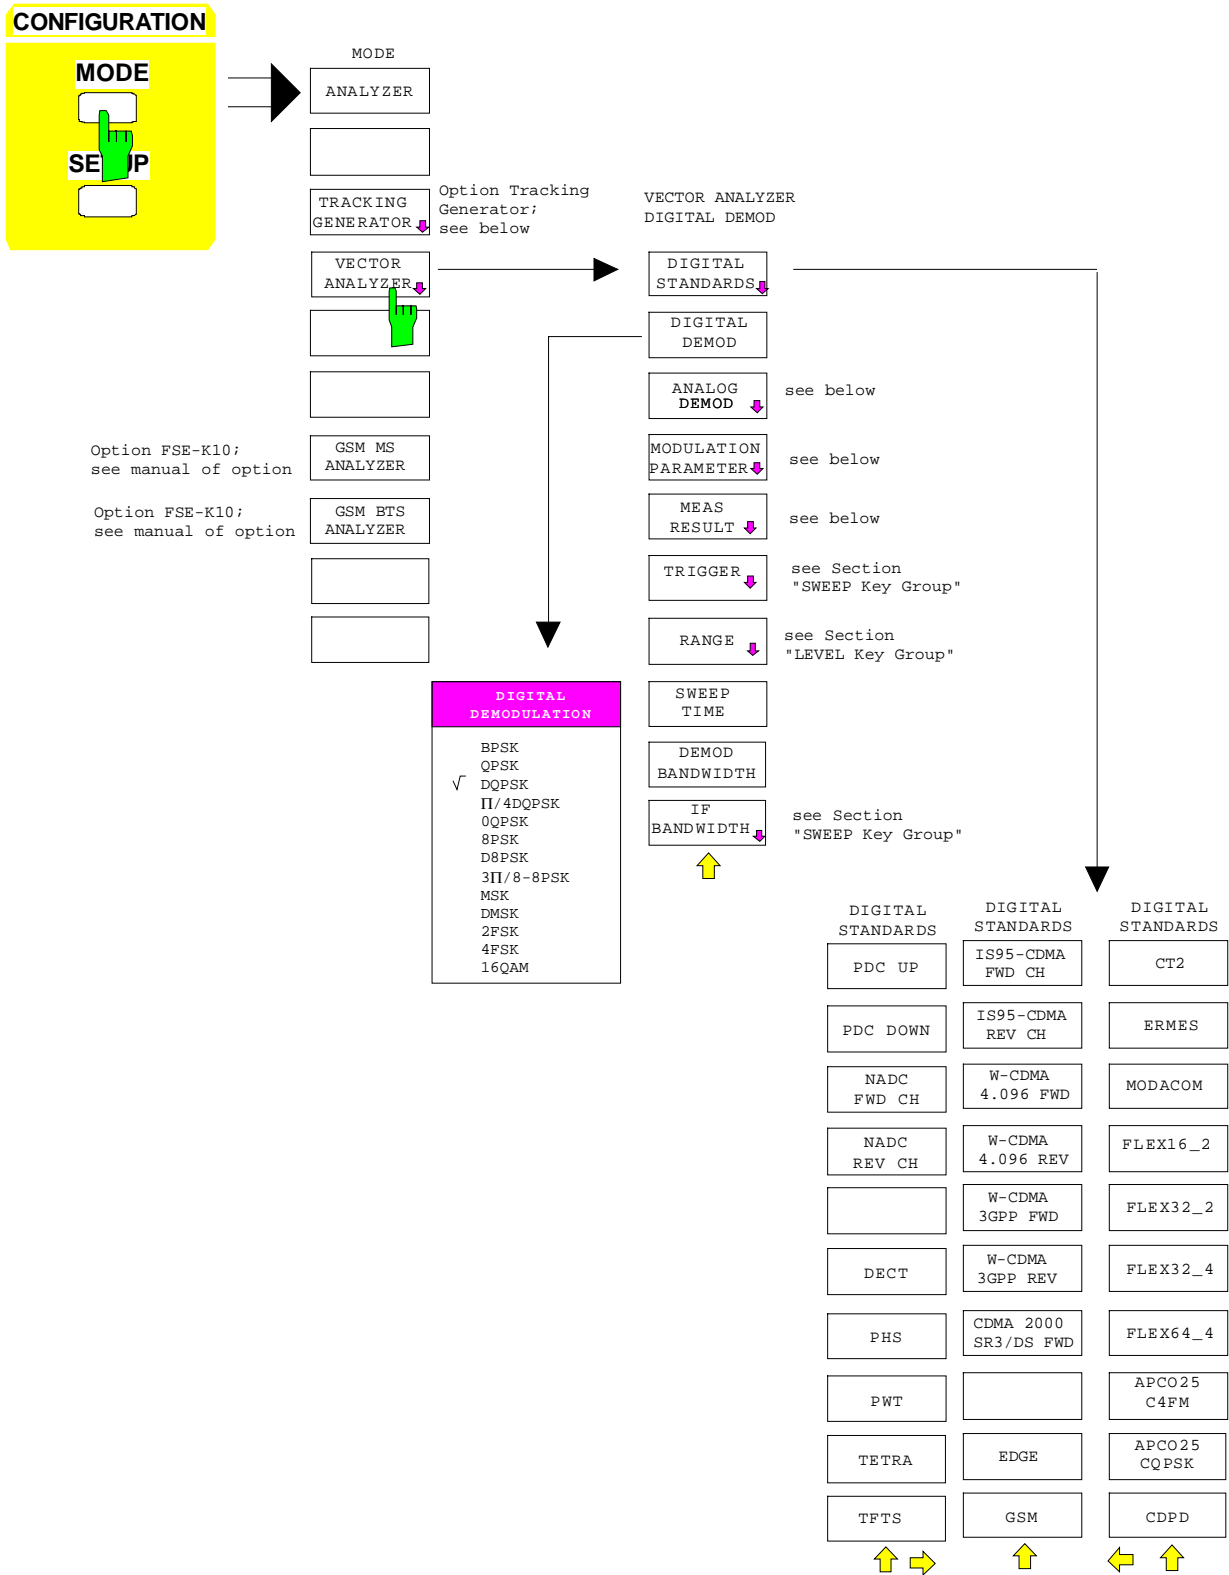 CONFIGURATION
MODE
SETUP
MODE
ANALYZER
TRACKING
GENERATOR
Option Tracking
Generator;
see below
VECTOR
ANALYZER
GSM MS
ANALYZER
Option FSE-K10;
see manual of option
GSM BTS
ANALYZER
Option FSE-K10;
see manual of option
VECTOR ANALYZER
DIGITAL DEMOD
DIGITAL
STANDARDS
DIGITAL
DEMOD
ANALOG
DEMOD
see below
MODULATION
PARAMETER
see below
MEAS
RESULT
see below
TRIGGER
see Section
"SWEEP Key Group"
RANGE
see Section
"LEVEL Key Group"
SWEEP
TIME
DEMOD
BANDWIDTH
IF
BANDWIDTH
see Section
"SWEEP Key Group"
DIGITAL
DEMODULATION
BPSK
QPSK
√ DQPSK
Π/4DQPSK
0QPSK
8PSK
D8PSK
3Π/8-8PSK
MSK
DMSK
2FSK
4FSK
16QAM
DIGITAL
STANDARDS
PDC UP
PDC DOWN
NADC
FWD CH
NADC
REV CH
DECT
PHS
PWT
TETRA
TFTS
DIGITAL
STANDARDS
IS95-CDMA
FWD CH
IS95-CDMA
REV CH
W-CDMA
4.096 FWD
W-CDMA
4.096 REV
W-CDMA
3GPP FWD
W-CDMA
3GPP REV
CDMA 2000
SR3/DS FWD
EDGE
GSM
DIGITAL
STANDARDS
CT2
ERMES
MODACOM
FLEX16_2
FLEX32_2
FLEX32_4
FLEX64_4
APCO25
C4FM
APCO25
CQPSK
CDPD